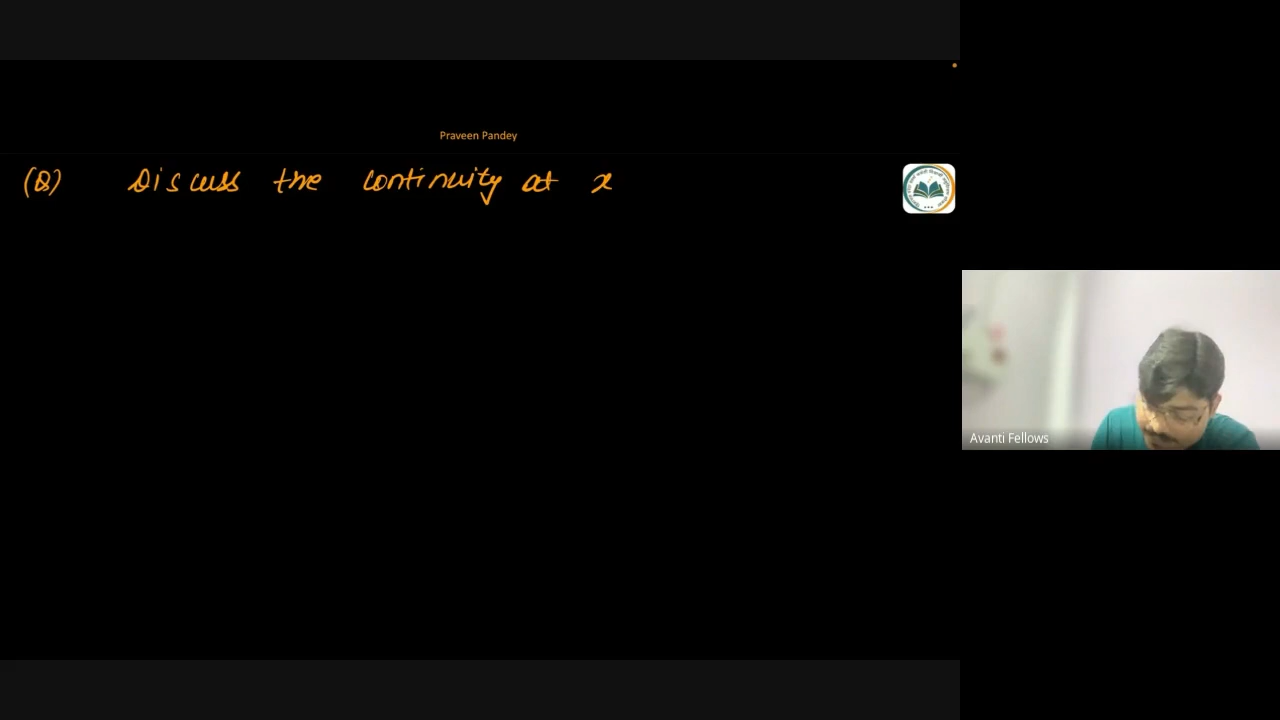 Praveen Pandey
(Q) Discuss the continuity at x
Avanti Fellows